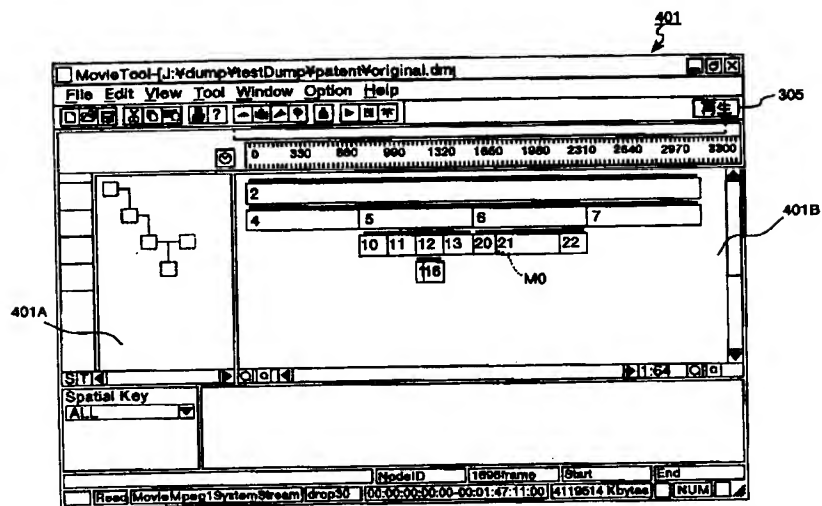 401
MovieTool-[J:¥dump¥testDump¥patent¥original.dm
File Edit View Tool Window Option Help
?
再生
305
0 330 660 990 1320 1650 1980 2310 2640 2970 3300
2
4 5 6 7
10 11 12 13 20 21 22
16
M0
401B
401A
S T
1:64
Spatial Key
ALL
NodeID 1696frame Start End
Read MovieMpeg1SystemStream drop30 00:00:00:00:00-00:01:47:11:00 4119514 Kbytes NUM